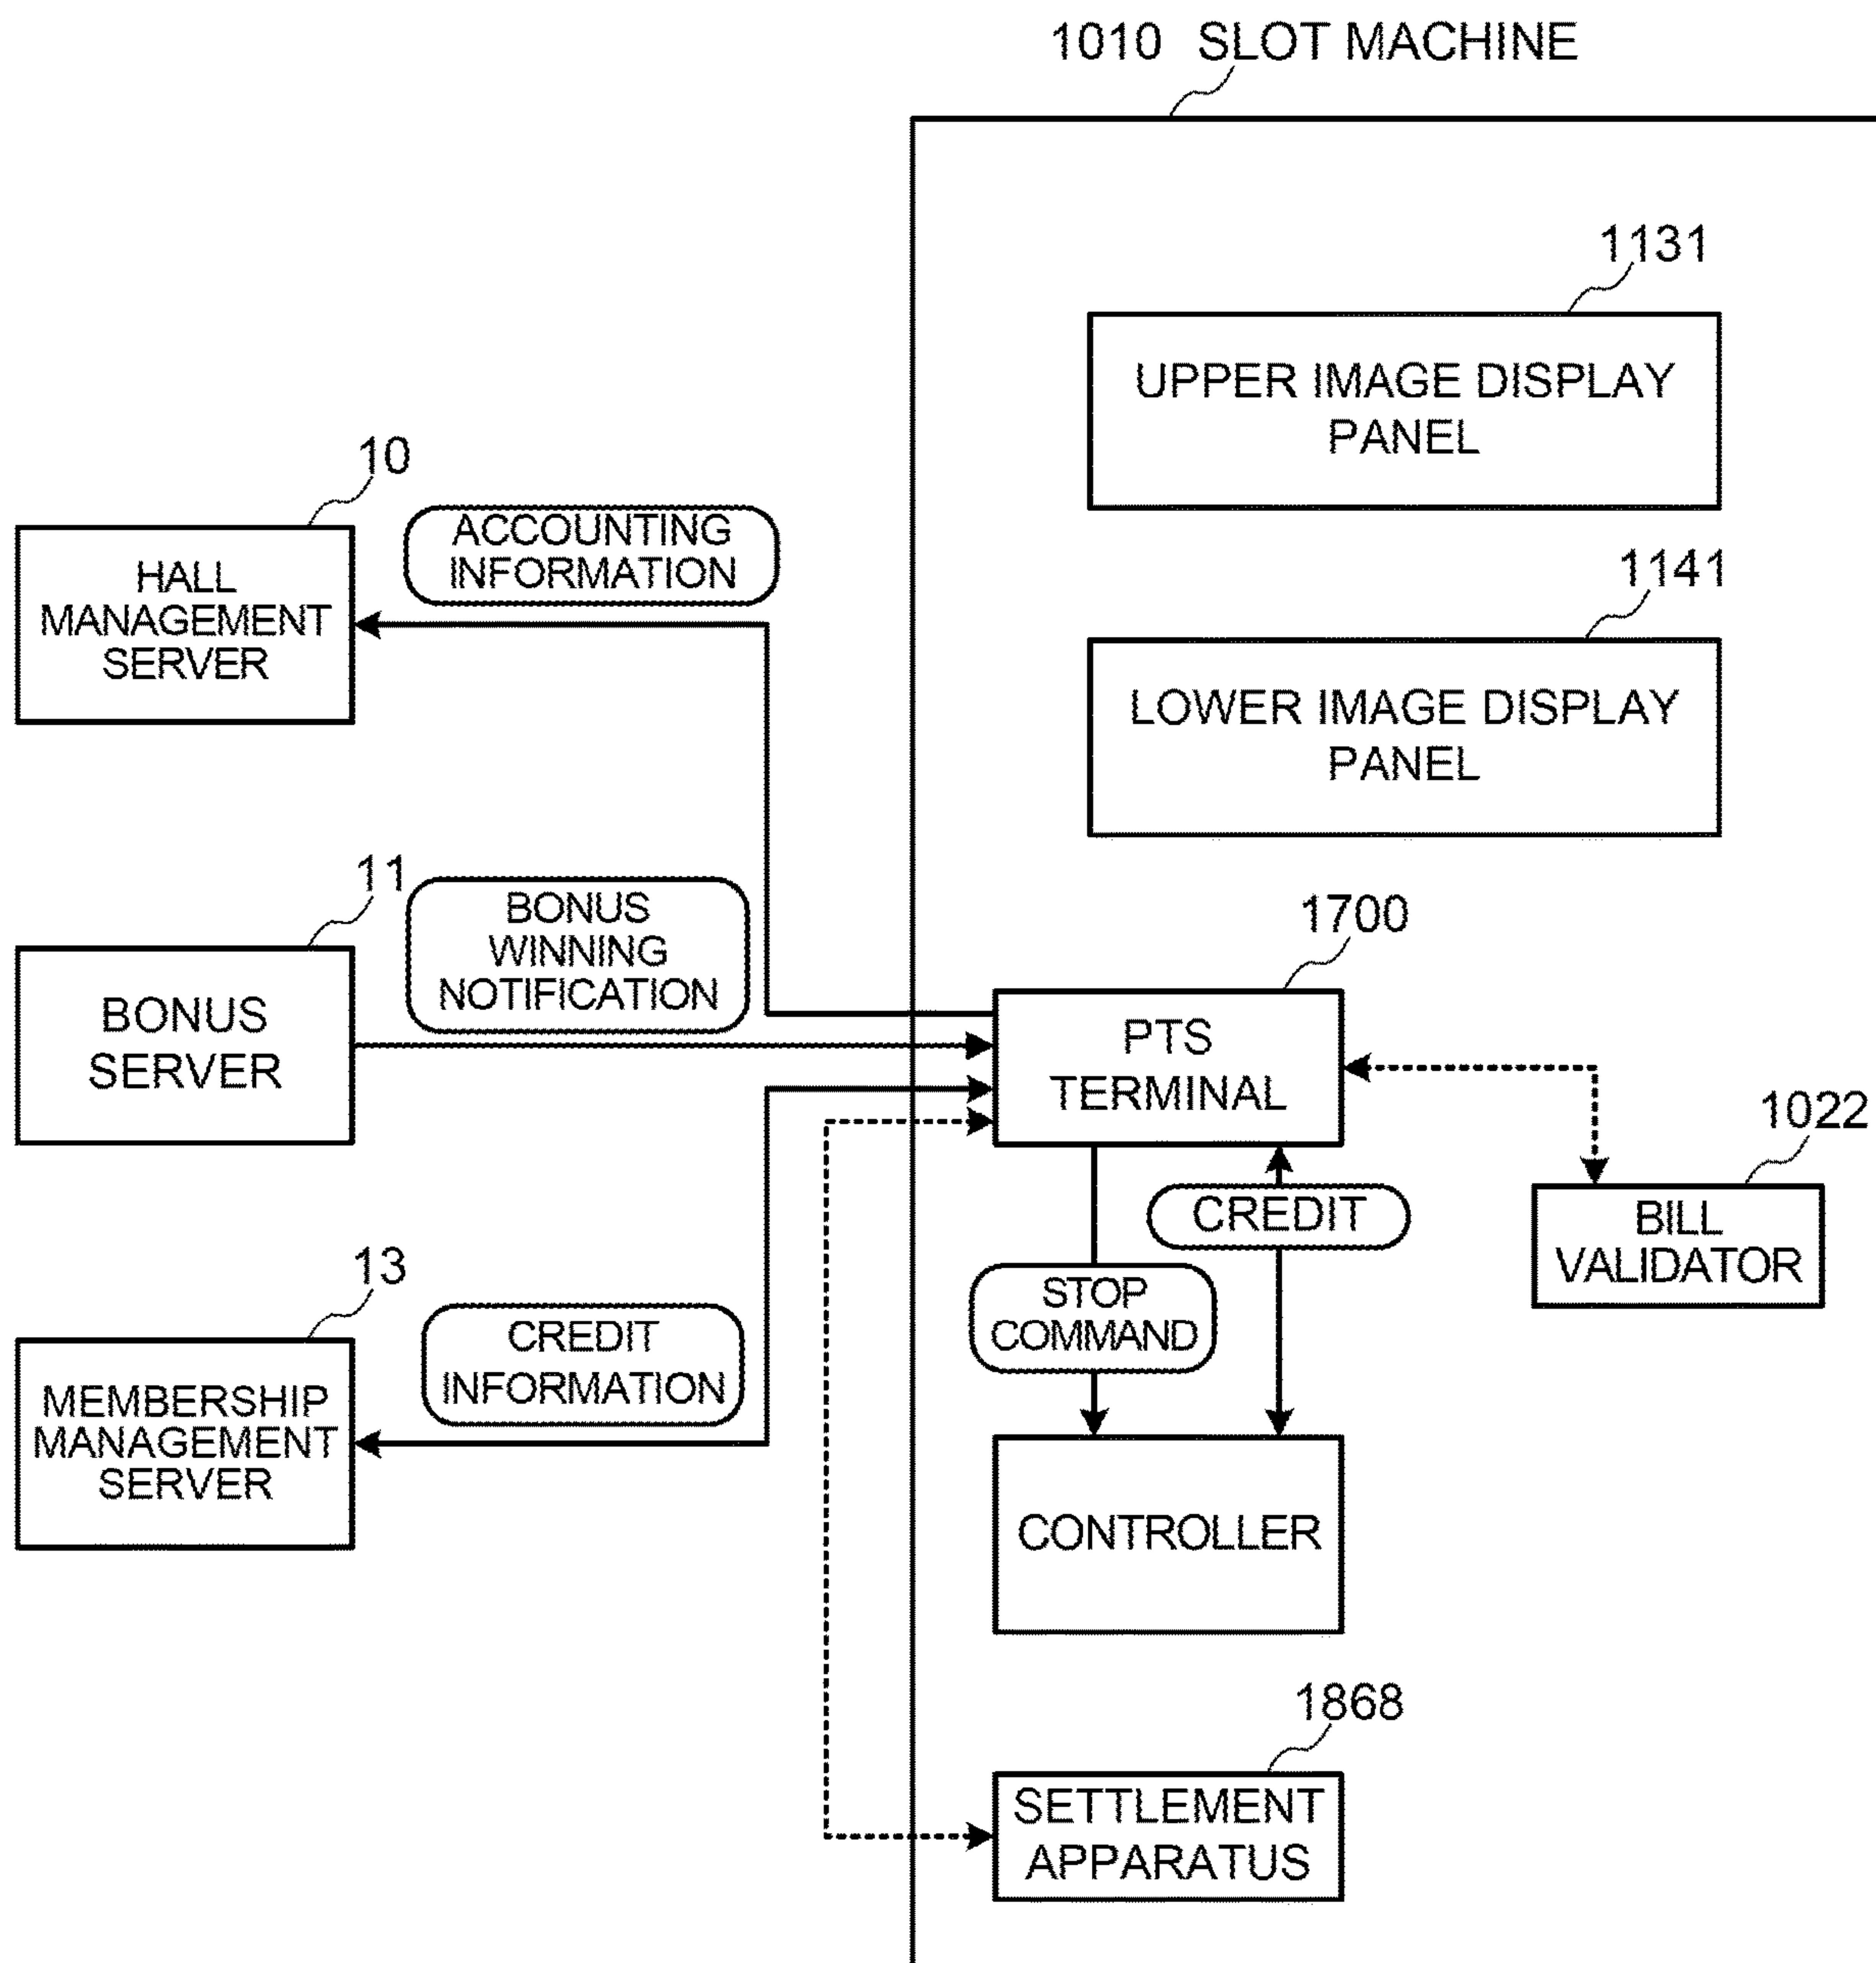 1010 SLOT MACHINE
1131
UPPER IMAGE DISPLAY
PANEL
10
ACCOUNTING
INFORMATION
HALL
MANAGEMENT
SERVER
1141
LOWER IMAGE DISPLAY
PANEL
11
BONUS
WINNING
NOTIFICATION
BONUS
SERVER
1700
PTS
TERMINAL
1022
BILL
VALIDATOR
CREDIT
STOP
COMMAND
13
CREDIT
INFORMATION
MEMBERSHIP
MANAGEMENT
SERVER
CONTROLLER
1868
SETTLEMENT
APPARATUS